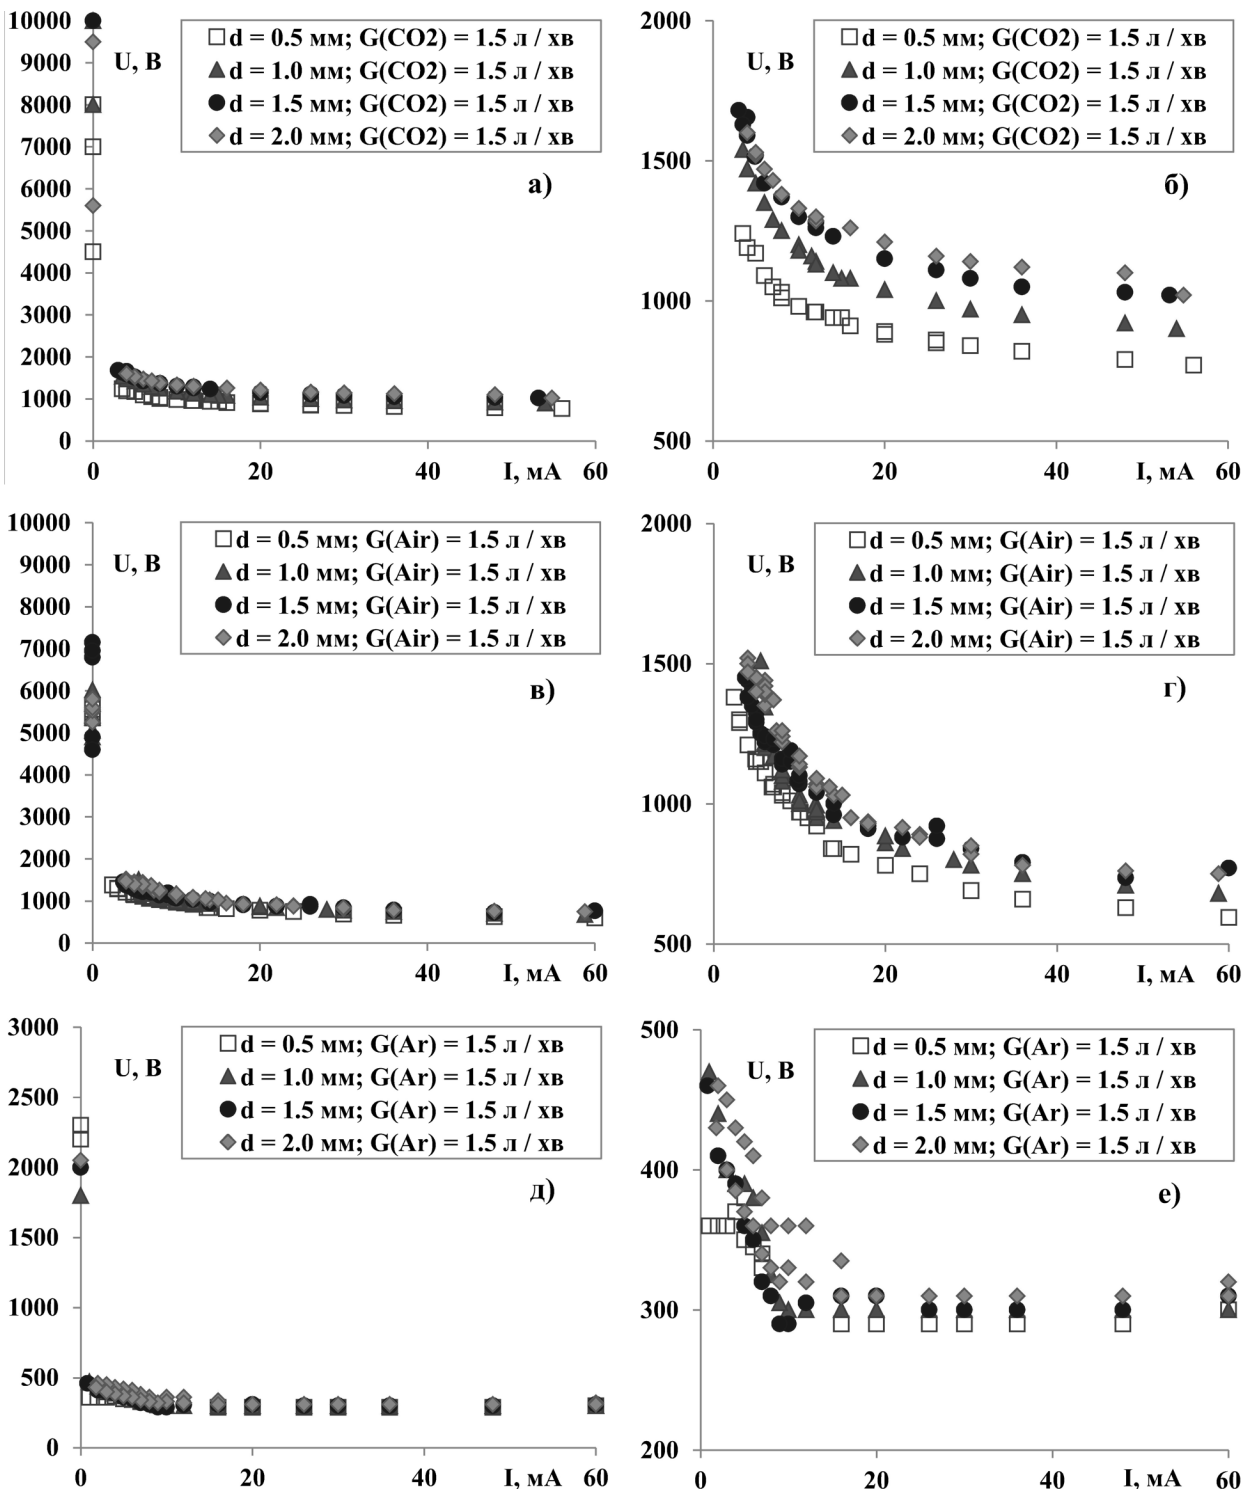 10000
9000
8000
7000
6000
5000
4000
3000
2000
1000
0
U, В
d = 0.5 мм; G(CO2) = 1.5 л / хв
d = 1.0 мм; G(CO2) = 1.5 л / хв
d = 1.5 мм; G(CO2) = 1.5 л / хв
d = 2.0 мм; G(CO2) = 1.5 л / хв
а)
0 20 40 I, мА 60
2000
1500
1000
500
U, В
d = 0.5 мм; G(CO2) = 1.5 л / хв
d = 1.0 мм; G(CO2) = 1.5 л / хв
d = 1.5 мм; G(CO2) = 1.5 л / хв
d = 2.0 мм; G(CO2) = 1.5 л / хв
б)
0 20 40 I, мА 60
10000
9000
8000
7000
6000
5000
4000
3000
2000
1000
0
U, В
d = 0.5 мм; G(Air) = 1.5 л / хв
d = 1.0 мм; G(Air) = 1.5 л / хв
d = 1.5 мм; G(Air) = 1.5 л / хв
d = 2.0 мм; G(Air) = 1.5 л / хв
в)
0 20 40 I, мА 60
2000
1500
1000
500
U, В
d = 0.5 мм; G(Air) = 1.5 л / хв
d = 1.0 мм; G(Air) = 1.5 л / хв
d = 1.5 мм; G(Air) = 1.5 л / хв
d = 2.0 мм; G(Air) = 1.5 л / хв
г)
0 20 40 I, мА 60
3000
2500
2000
1500
1000
500
0
U, В
d = 0.5 мм; G(Ar) = 1.5 л / хв
d = 1.0 мм; G(Ar) = 1.5 л / хв
d = 1.5 мм; G(Ar) = 1.5 л / хв
d = 2.0 мм; G(Ar) = 1.5 л / хв
д)
0 20 40 I, мА 60
500
400
300
200
U, В
d = 0.5 мм; G(Ar) = 1.5 л / хв
d = 1.0 мм; G(Ar) = 1.5 л / хв
d = 1.5 мм; G(Ar) = 1.5 л / хв
d = 2.0 мм; G(Ar) = 1.5 л / хв
е)
0 20 40 I, мА 60